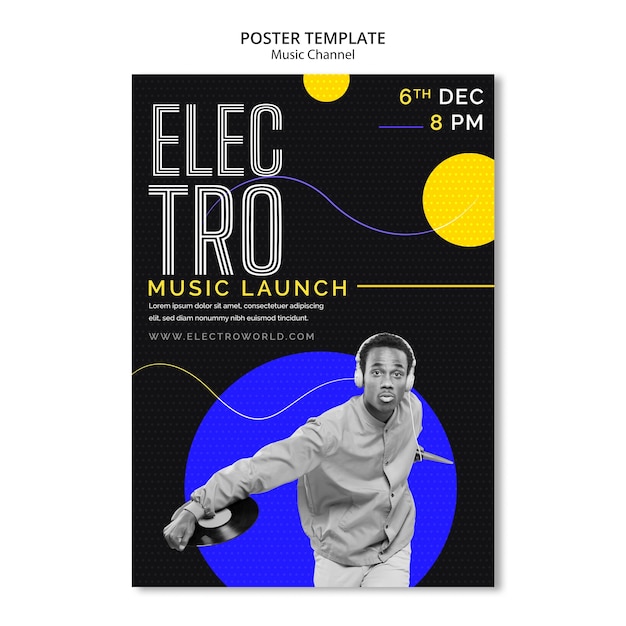 POSTER TEMPLATE
Music Channel
ELEC
TRO
6TH DEC
8 PM
MUSIC LAUNCH
Lorem ipsum dolor sit amet, consectetur adipiscing
elit, sed diam nonummy nibh euismod tincidunt.
WWW.ELECTROWORLD.COM